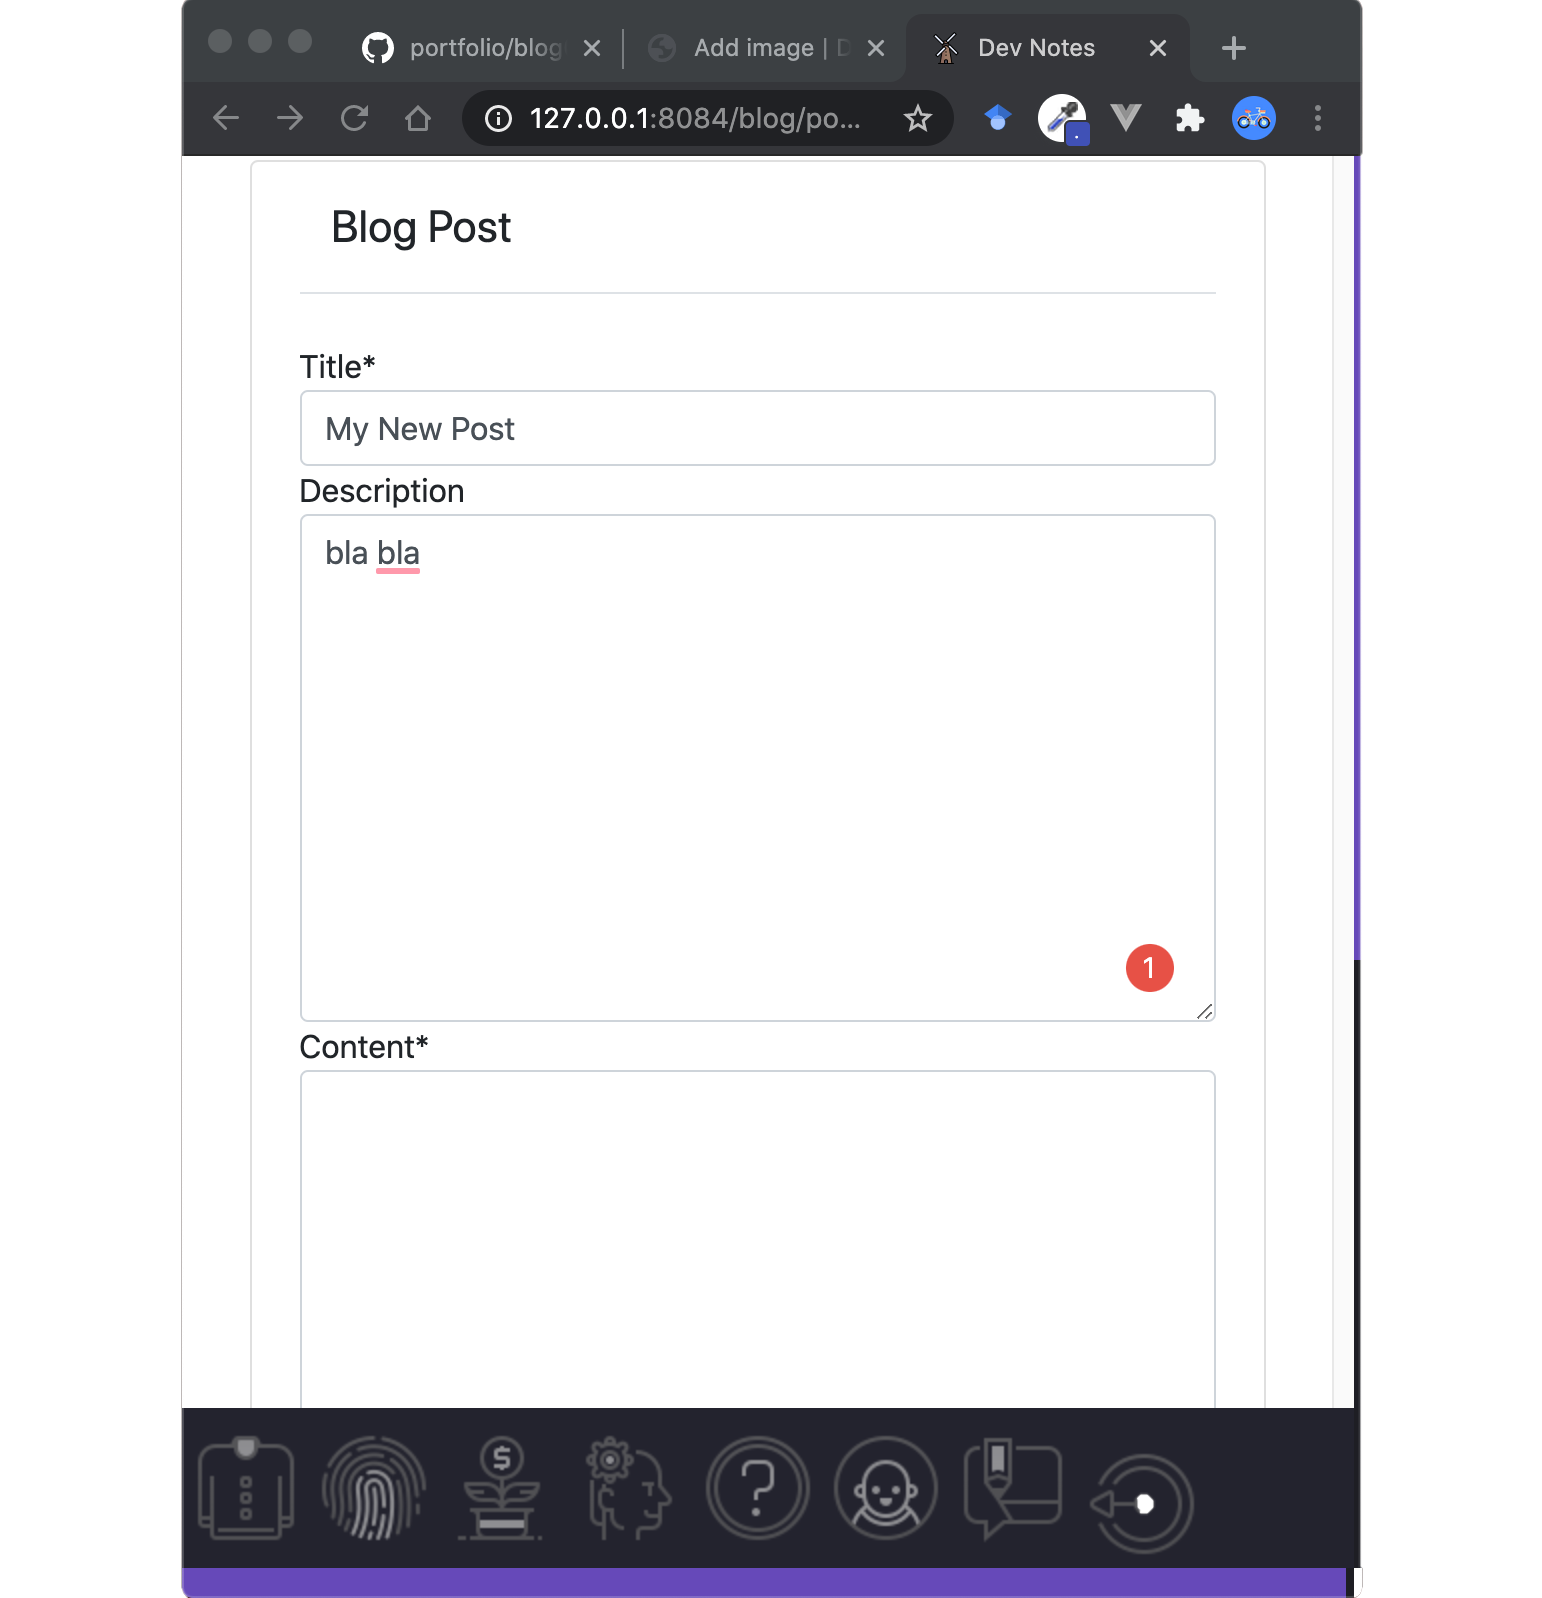 portfolio/blog
Add image | D
Dev Notes
127.0.0.1:8084/blog/po...
Blog Post
Title*
My New Post
Description
bla bla
1
Content*
$
?